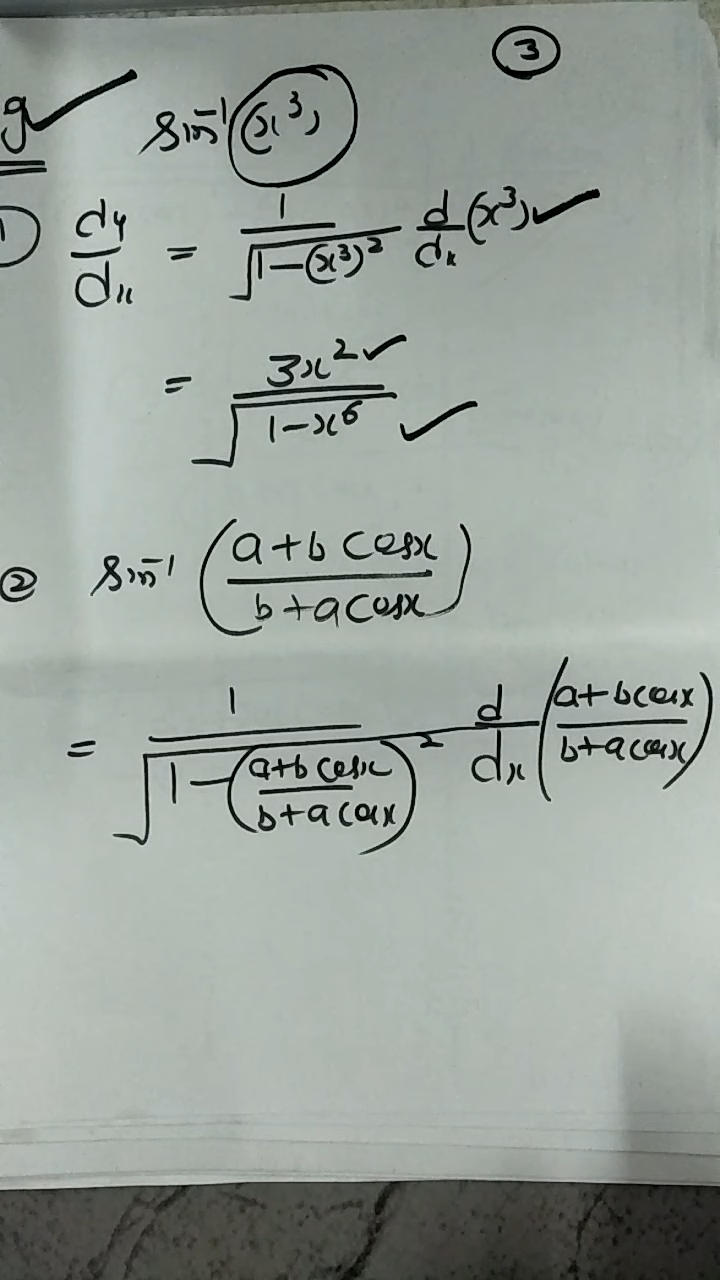 ③
g sin⁻¹(x³)
① dy/dx = 1/√(1-(x³)²) d/dx (x³)
= 3x²/√(1-x⁶)
② sin⁻¹ ((a+b cosx)/(b+a cosx))
= 1/√(1-((a+b cosx)/(b+a cosx))²) d/dx ((a+b cosx)/(b+a cosx))